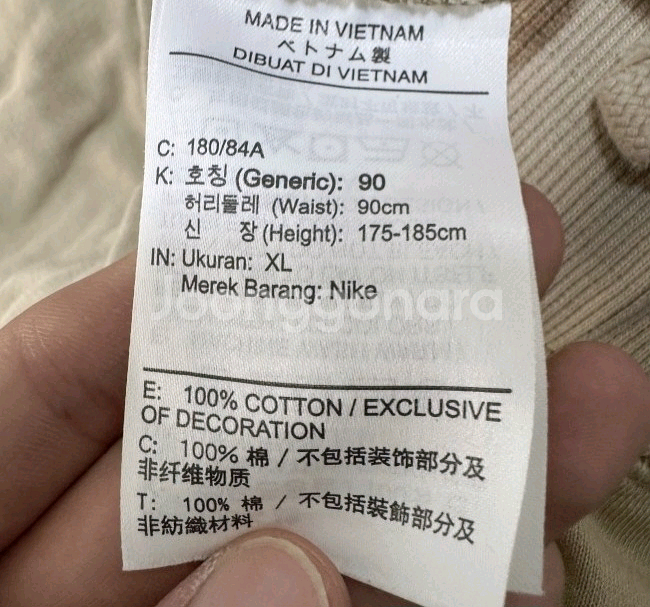 MADE IN VIETNAM
ベトナム製
DIBUAT DI VIETNAM
C: 180/84A
K: 호칭 (Generic): 90
허리둘레 (Waist): 90cm
신 장 (Height): 175-185cm
IN: Ukuran: XL
Merek Barang: Nike
Joonggonara
E: 100% COTTON / EXCLUSIVE
OF DECORATION
C: 100% 棉 / 不包括装饰部分及
非纤维物质
T: 100% 棉 / 不包括裝飾部分及
非紡織材料